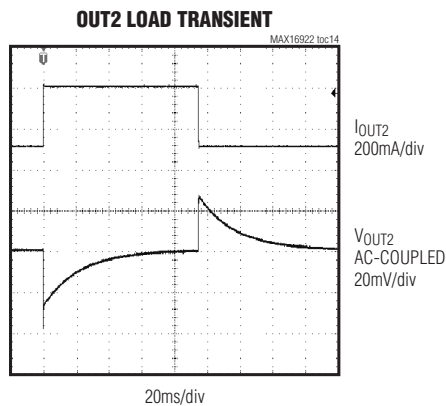 OUT2 LOAD TRANSIENT
MAX16922 toc14
T
IOUT2
200mA/div
VOUT2
AC-COUPLED
20mV/div
20ms/div